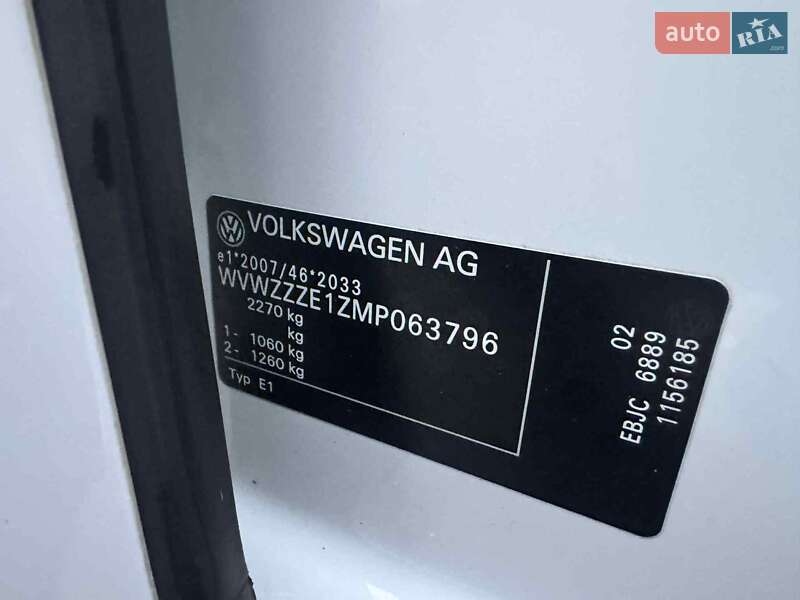 auto RIA.com
VOLKSWAGEN AG
e1*2007/46*2033
WVWZZZE1ZMP063796
2270 kg
kg
1- 1060 kg
2- 1260 kg
Typ E1
02
EBJC 6889
1156185